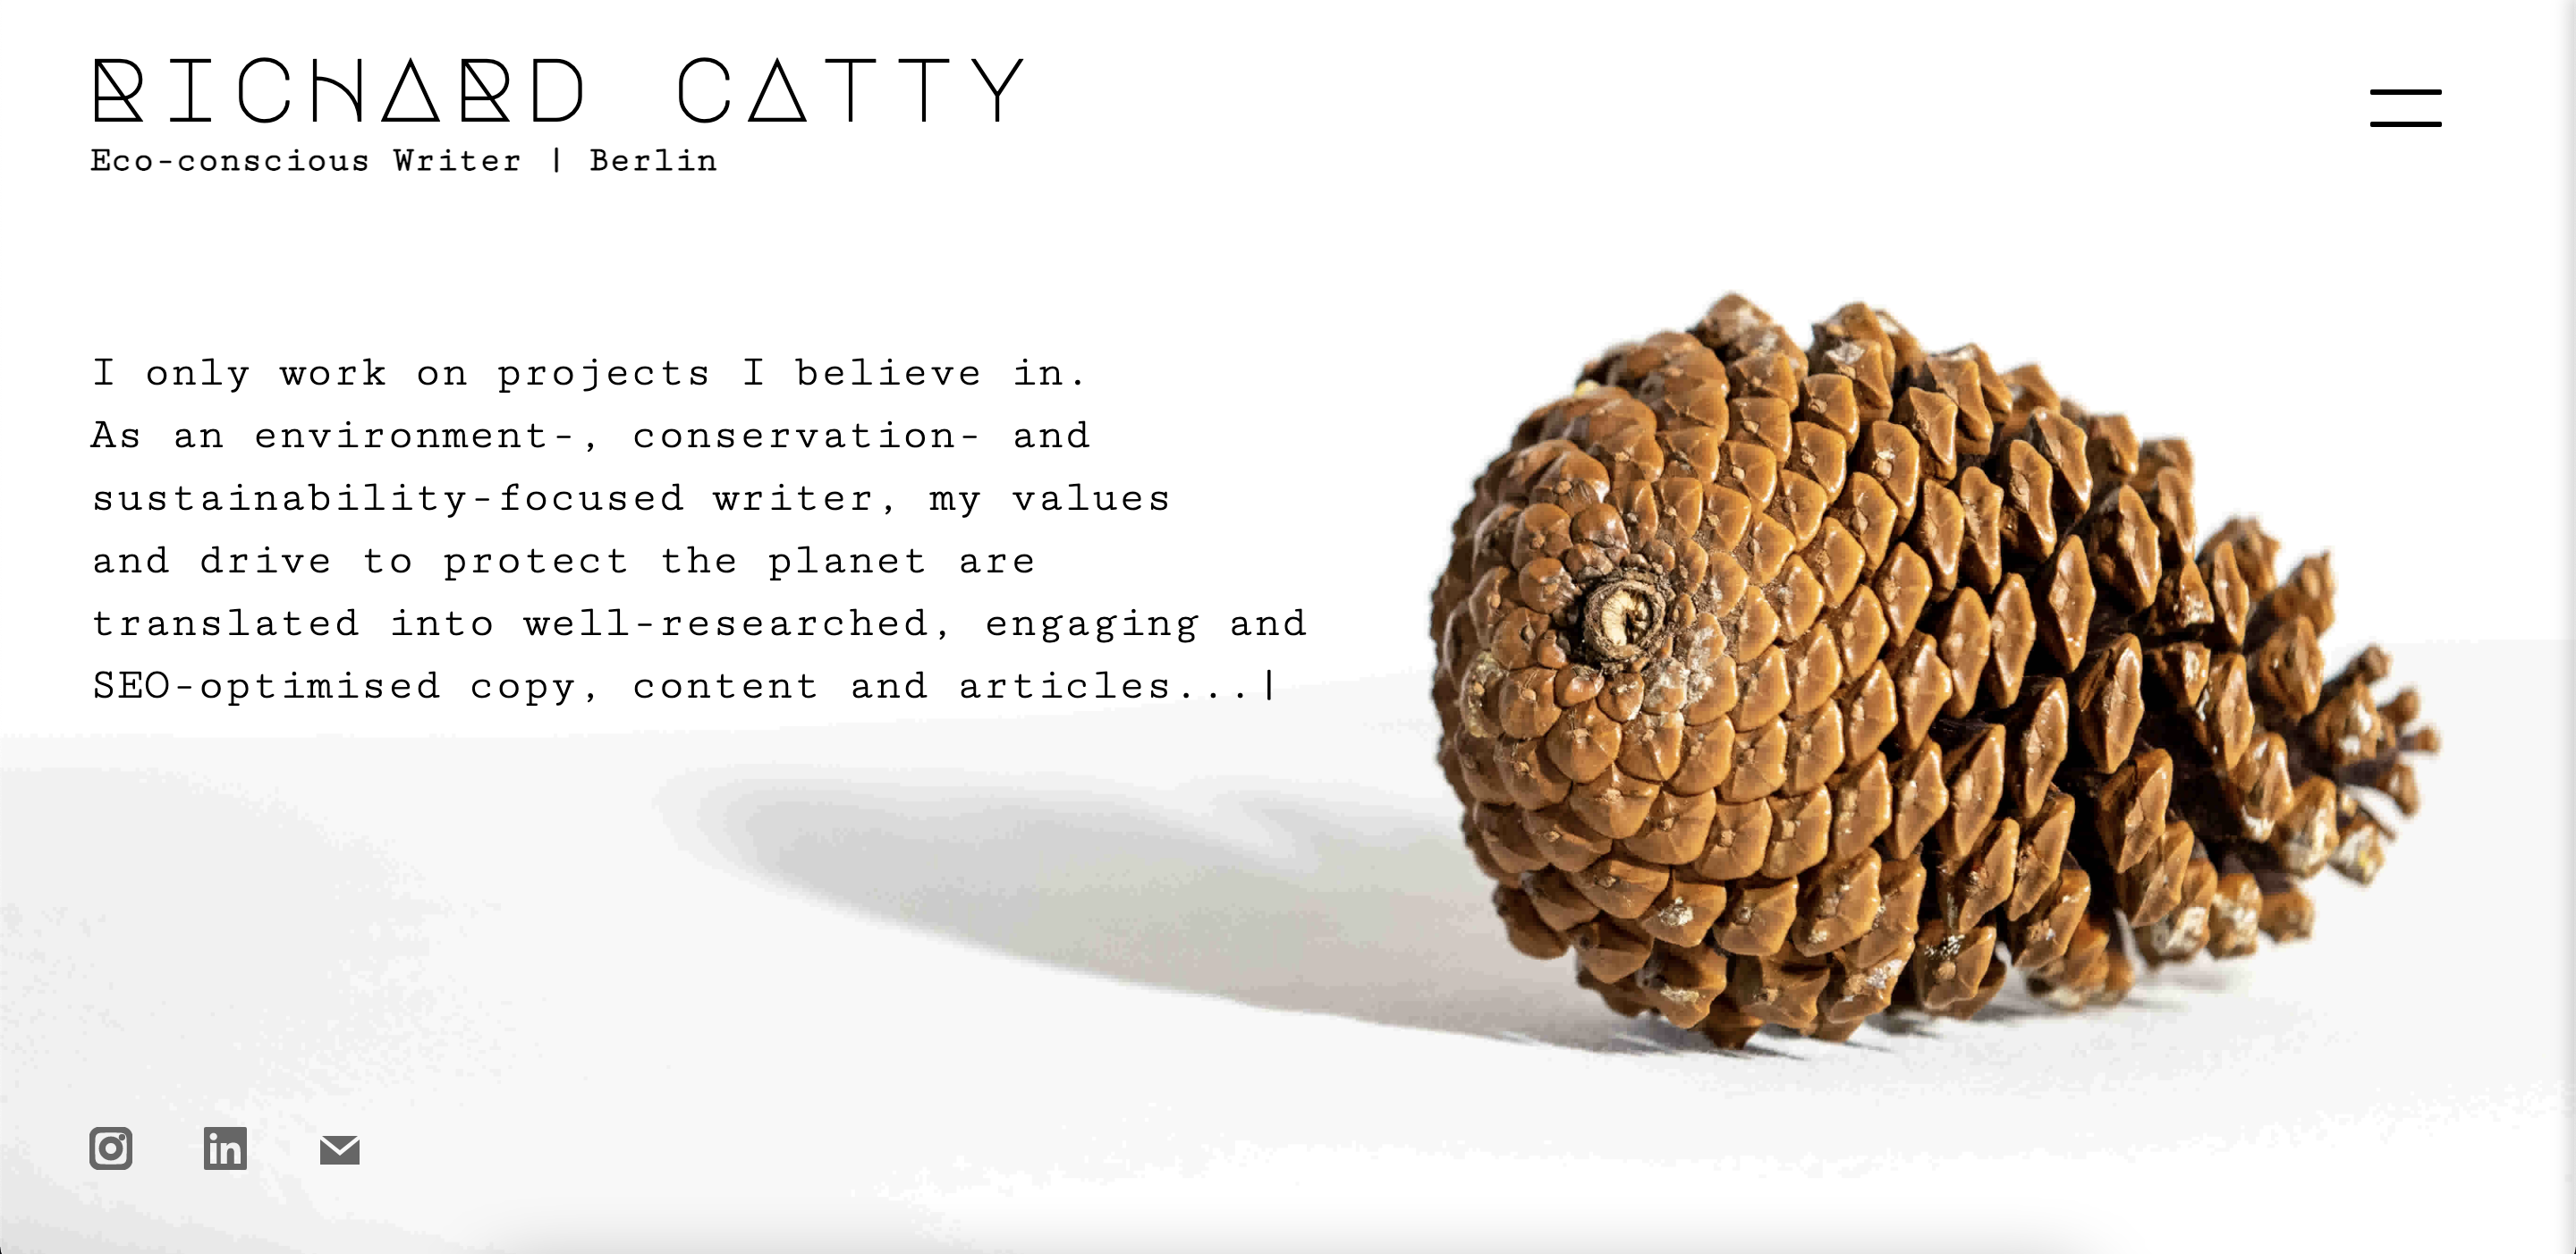 RICHARD CATTY
Eco-conscious Writer | Berlin
I only work on projects I believe in.
As an environment-, conservation- and
sustainability-focused writer, my values
and drive to protect the planet are
translated into well-researched, engaging and
SEO-optimised copy, content and articles...|
in